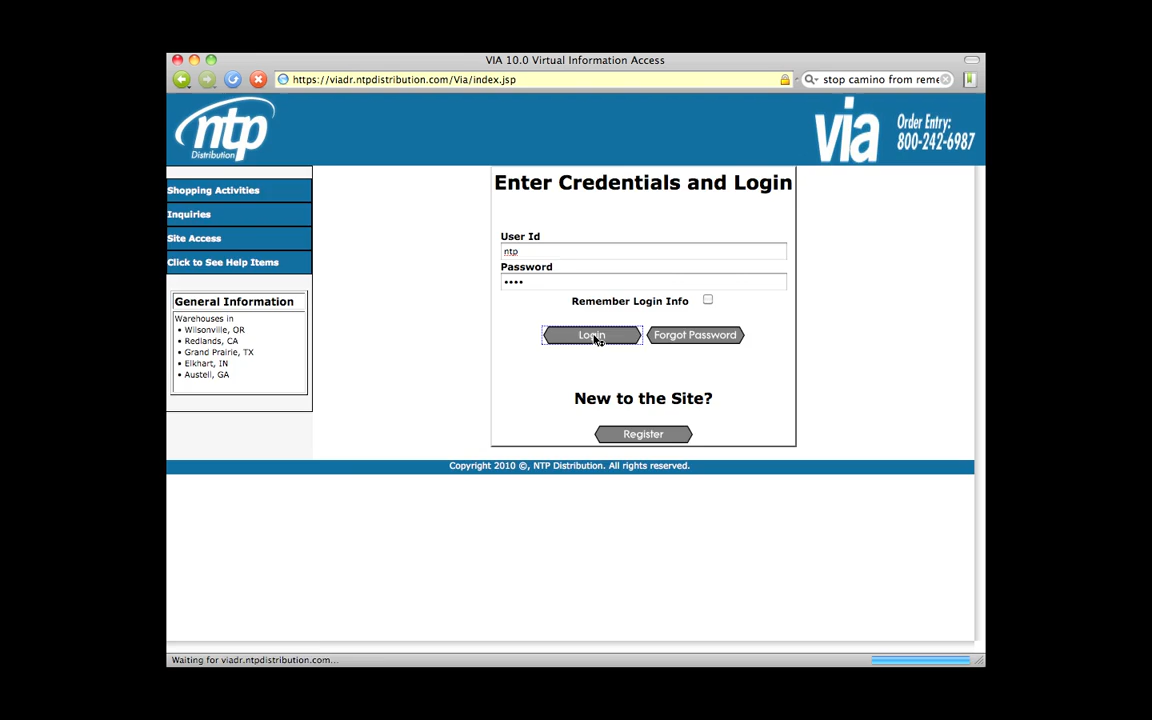 VIA 10.0 Virtual Information Access
https://viadr.ntpdistribution.com/Via/index.jsp
stop camino from reme
ntp
Distribution
via
Order Entry:
800-242-6987
Shopping Activities
Inquiries
Site Access
Click to See Help Items
General Information
Warehouses in
• Wilsonville, OR
• Redlands, CA
• Grand Prairie, TX
• Elkhart, IN
• Austell, GA
Enter Credentials and Login
User Id
ntp
Password
••••
Remember Login Info
Login
Forgot Password
New to the Site?
Register
Copyright 2010 ©, NTP Distribution. All rights reserved.
Waiting for viadr.ntpdistribution.com...